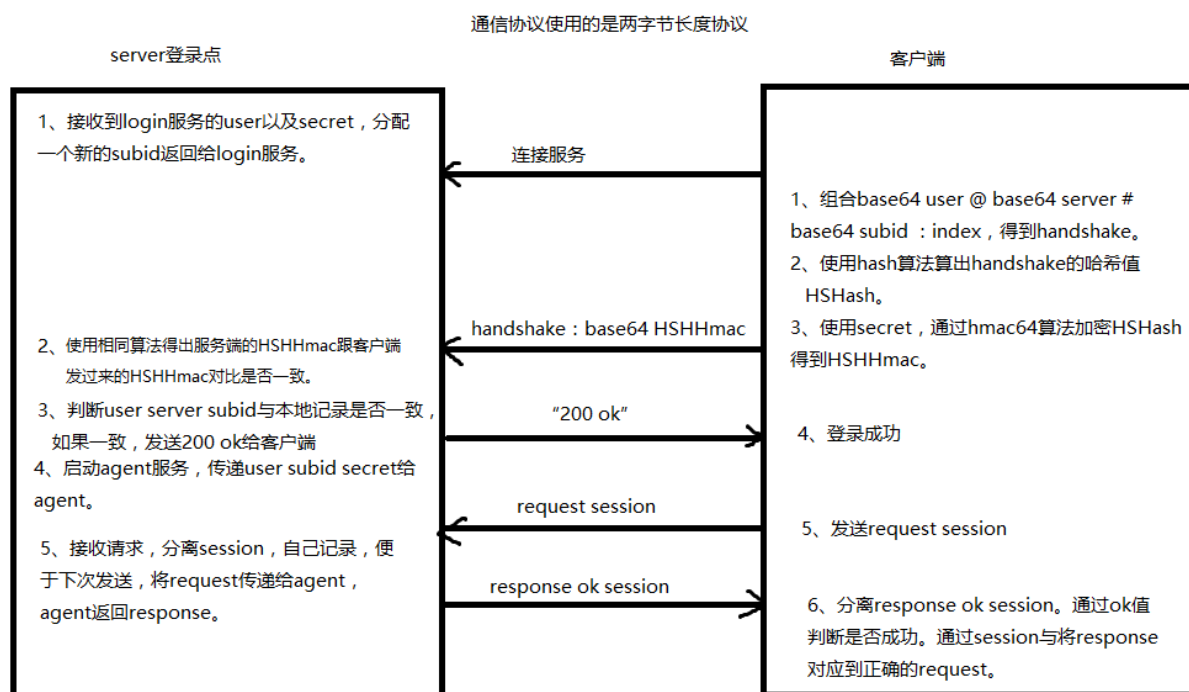 通信协议使用的是两字节长度协议
server登录点
客户端
1、接收到login服务的user以及secret，分配
一个新的subid返回给login服务。
连接服务
1、组合base64 user @ base64 server #
base64 subid ：index，得到handshake。
2、使用hash算法算出handshake的哈希值
HSHash。
handshake：base64 HSHHmac
3、使用secret，通过hmac64算法加密HSHash
得到HSHHmac。
2、使用相同算法得出服务端的HSHHmac跟客户端
发过来的HSHHmac对比是否一致。
3、判断user server subid与本地记录是否一致，
如果一致，发送200 ok给客户端
“200 ok”
4、登录成功
4、启动agent服务，传递user subid secret给
agent。
request session
5、发送request session
5、接收请求，分离session，自己记录，便
于下次发送，将request传递给agent，
agent返回response。
response ok session
6、分离response ok session。通过ok值
判断是否成功。通过session与将response
对应到正确的request。